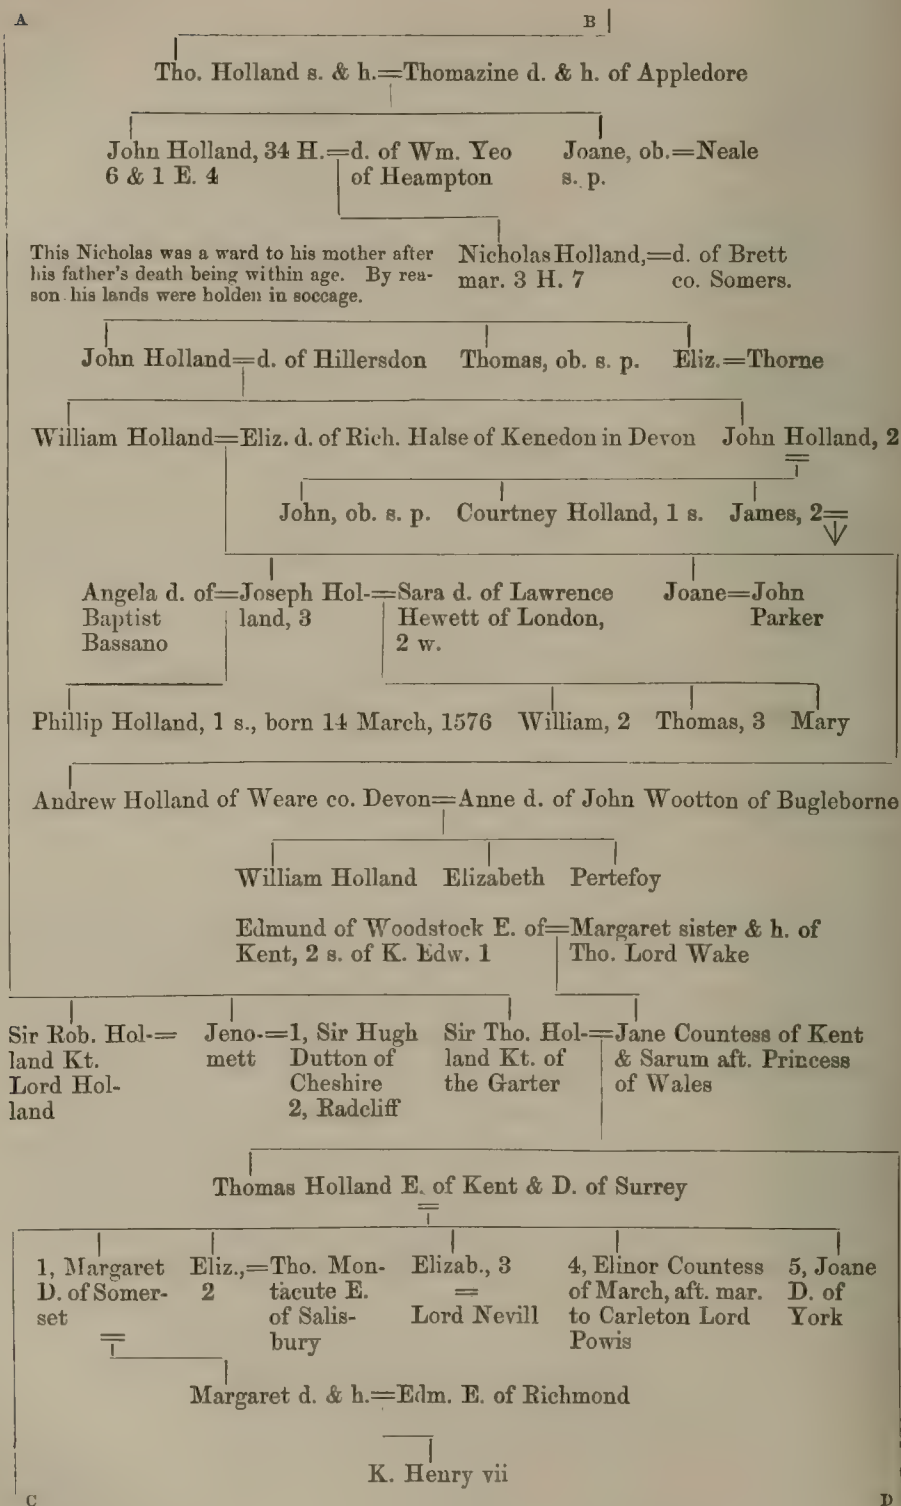 A B
Tho. Holland s. & h.=Thomazine d. & h. of Appledore
John Holland, 34 H.=d. of Wm. Yeo Joane, ob.=Neale
6 & 1 E. 4 of Heampton s. p.
This Nicholas was a ward to his mother after
his father's death being within age. By rea-
son his lands were holden in soccage.
Nicholas Holland,=d. of Brett
mar. 3 H. 7 co. Somers.
John Holland=d. of Hillersdon Thomas, ob. s. p. Eliz.=Thorne
William Holland=Eliz. d. of Rich. Halse of Kenedon in Devon John Holland, 2
=
John, ob. s. p. Courtney Holland, 1 s. James, 2=
Angela d. of=Joseph Hol-=Sara d. of Lawrence Joane=John
Baptist land, 3 Hewett of London, Parker
Bassano 2 w.
Phillip Holland, 1 s., born 14 March, 1576 William, 2 Thomas, 3 Mary
Andrew Holland of Weare co. Devon=Anne d. of John Wootton of Bugleborne
William Holland Elizabeth Pertefoy
Edmund of Woodstock E. of=Margaret sister & h. of
Kent, 2 s. of K. Edw. 1 Tho. Lord Wake
Sir Rob. Hol-= Jeno-=1, Sir Hugh Sir Tho. Hol-=Jane Countess of Kent
land Kt. mett Dutton of land Kt. of & Sarum aft. Princess
Lord Hol- Cheshire the Garter of Wales
land 2, Radcliff
Thomas Holland E. of Kent & D. of Surrey
=
1, Margaret Eliz.,=Tho. Mon- Elizab., 3 4, Elinor Countess 5, Joane
D. of Somer- 2 tacute E. = of March, aft. mar. D. of
set of Salis- Lord Nevill to Carleton Lord York
= bury Powis
Margaret d. & h.=Edm. E. of Richmond
K. Henry vii
C D